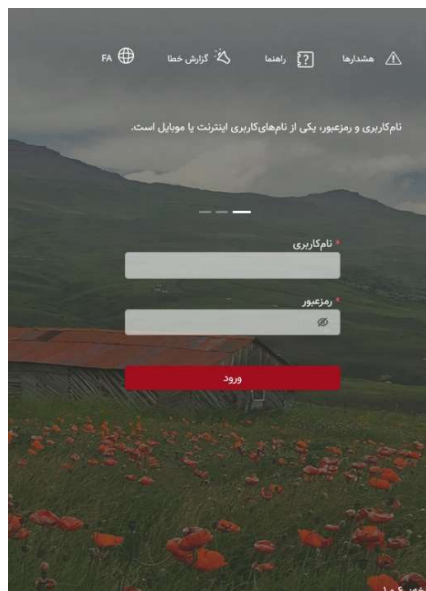 هشدارها راهنما گزارش خطا FA
نام‌کاربری و رمزعبور، یکی از نام‌های‌کاربری اینترنت یا موبایل است.
* نام‌کاربری
* رمزعبور
ورود